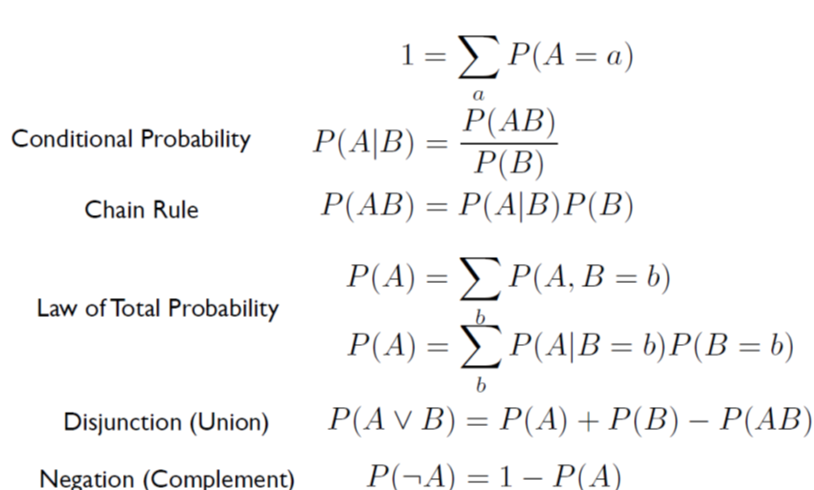 1 = ∑_a P(A = a)
Conditional Probability P(A|B) = P(AB) / P(B)
Chain Rule P(AB) = P(A|B)P(B)
Law of Total Probability
P(A) = ∑_b P(A, B = b)
P(A) = ∑_b P(A|B = b)P(B = b)
Disjunction (Union) P(A ∨ B) = P(A) + P(B) − P(AB)
Negation (Complement) P(¬A) = 1 − P(A)